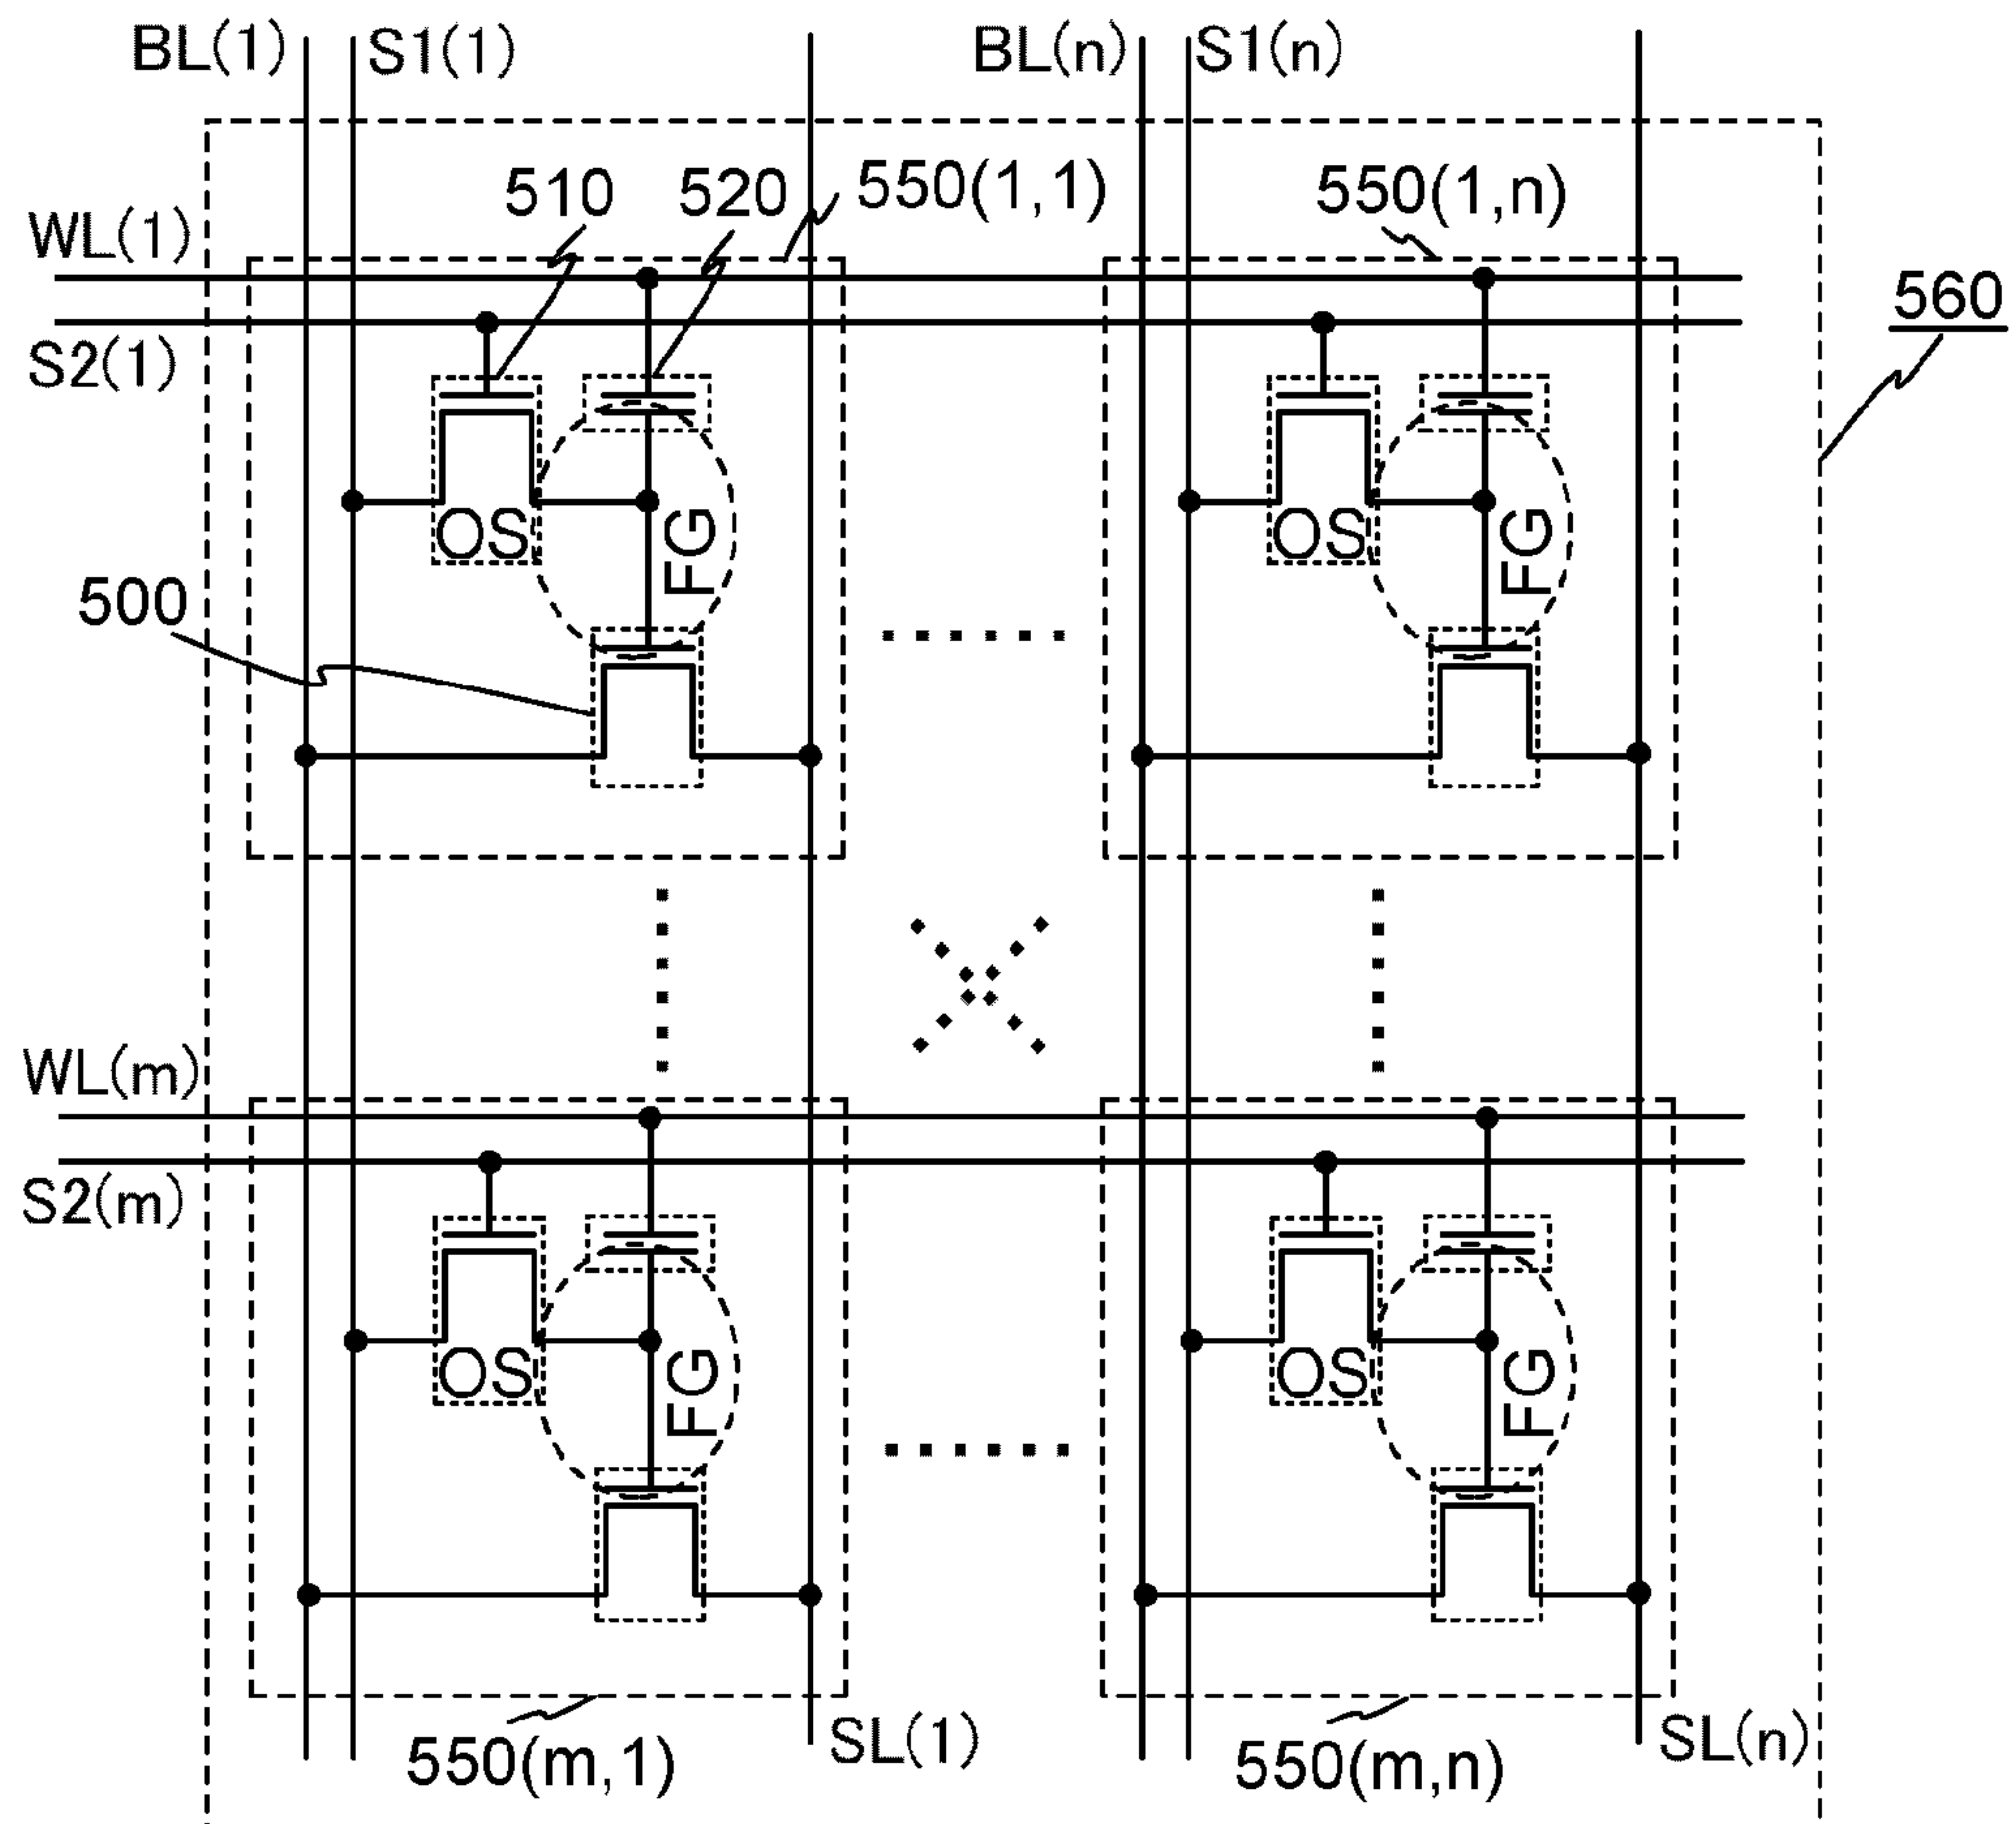 BL(1) S1(1) BL(n) S1(n)
510 520 550(1,1) 550(1,n)
WL(1)
560
S2(1)
OS FG OS FG
500
WL(m)
S2(m)
OS FG OS FG
SL(1) SL(n)
550(m,1) 550(m,n)